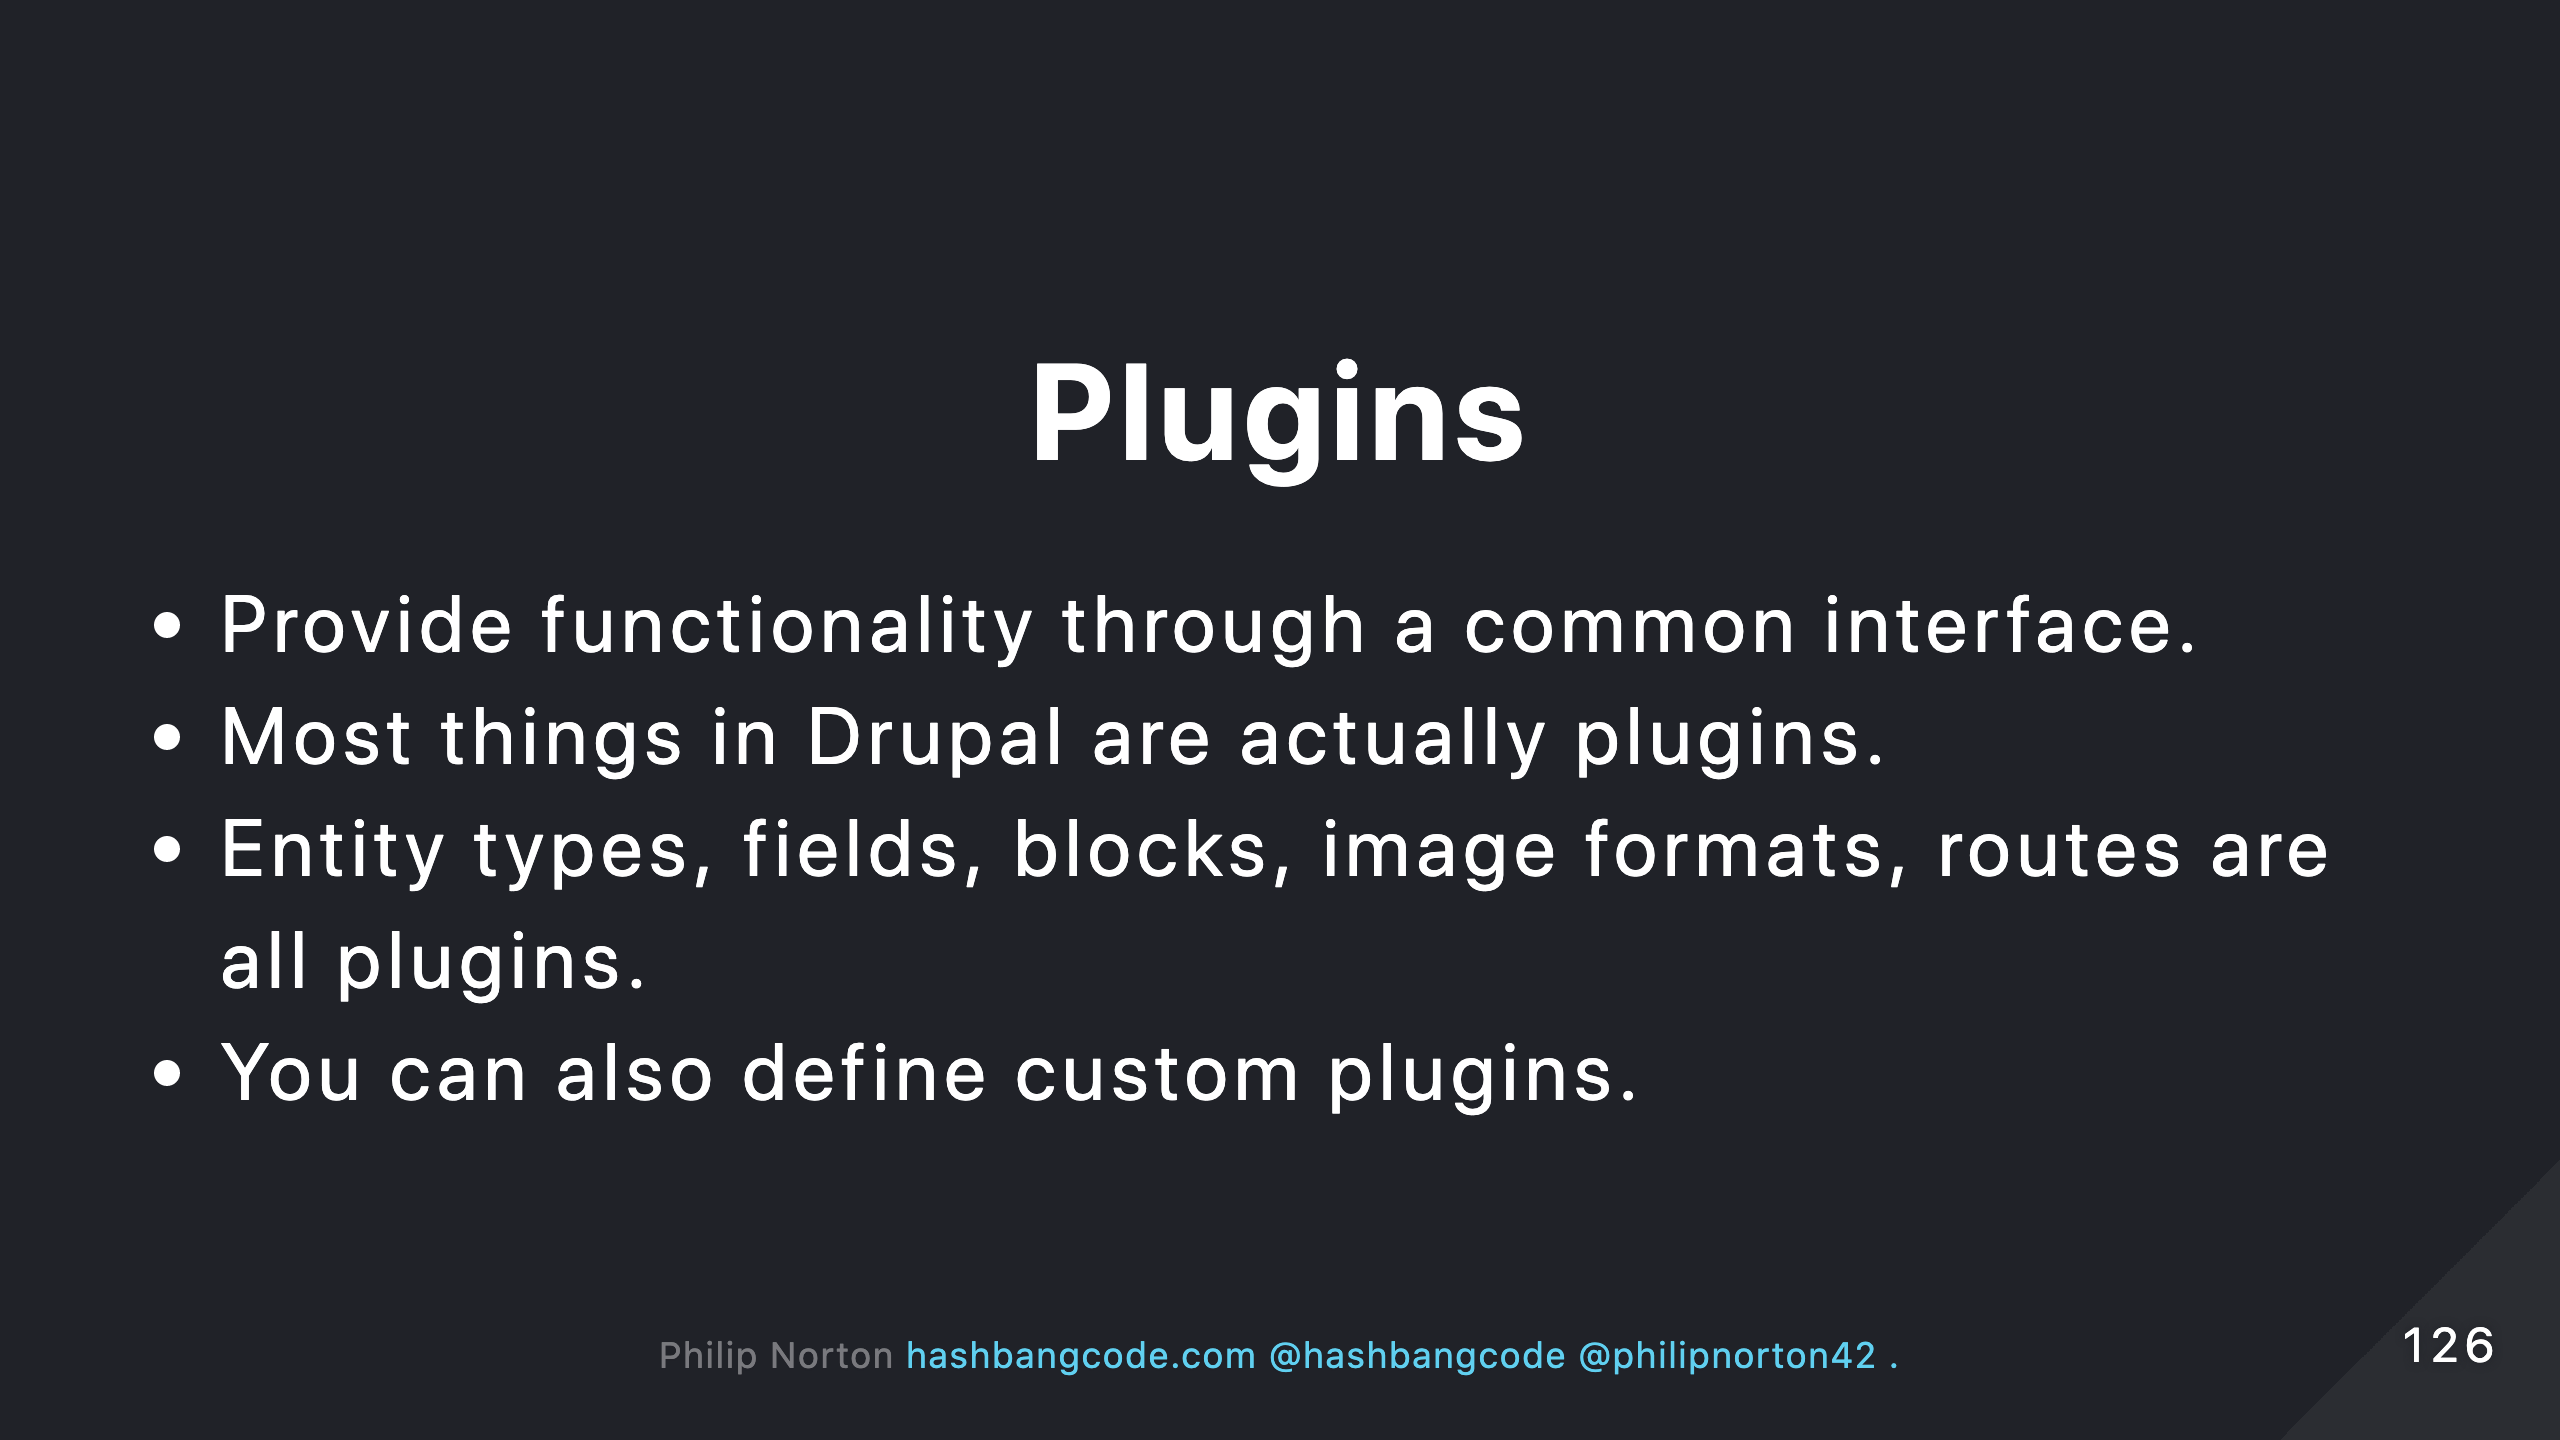 Plugins
• Provide functionality through a common interface.
• Most things in Drupal are actually plugins.
• Entity types, fields, blocks, image formats, routes are
all plugins.
• You can also define custom plugins.
Philip Norton hashbangcode.com @hashbangcode @philipnorton42 .
126